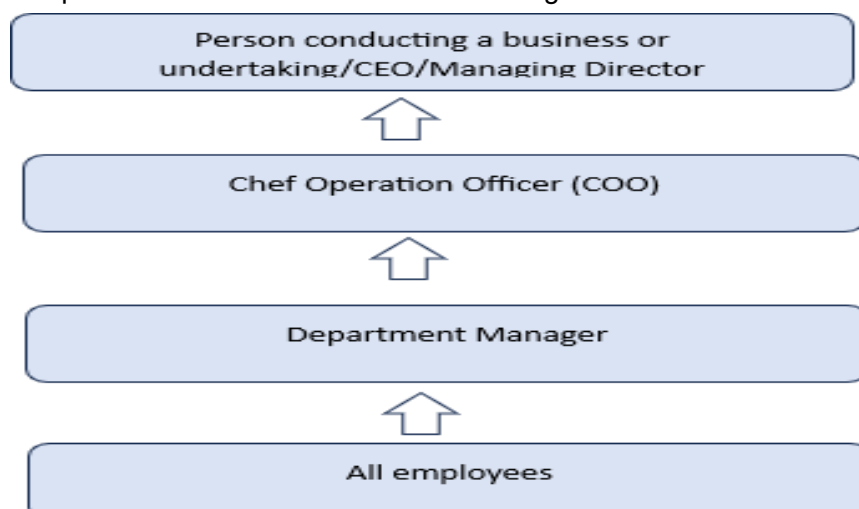 Person conducting a business or
undertaking/CEO/Managing Director
Chef Operation Officer (COO)
Department Manager
All employees